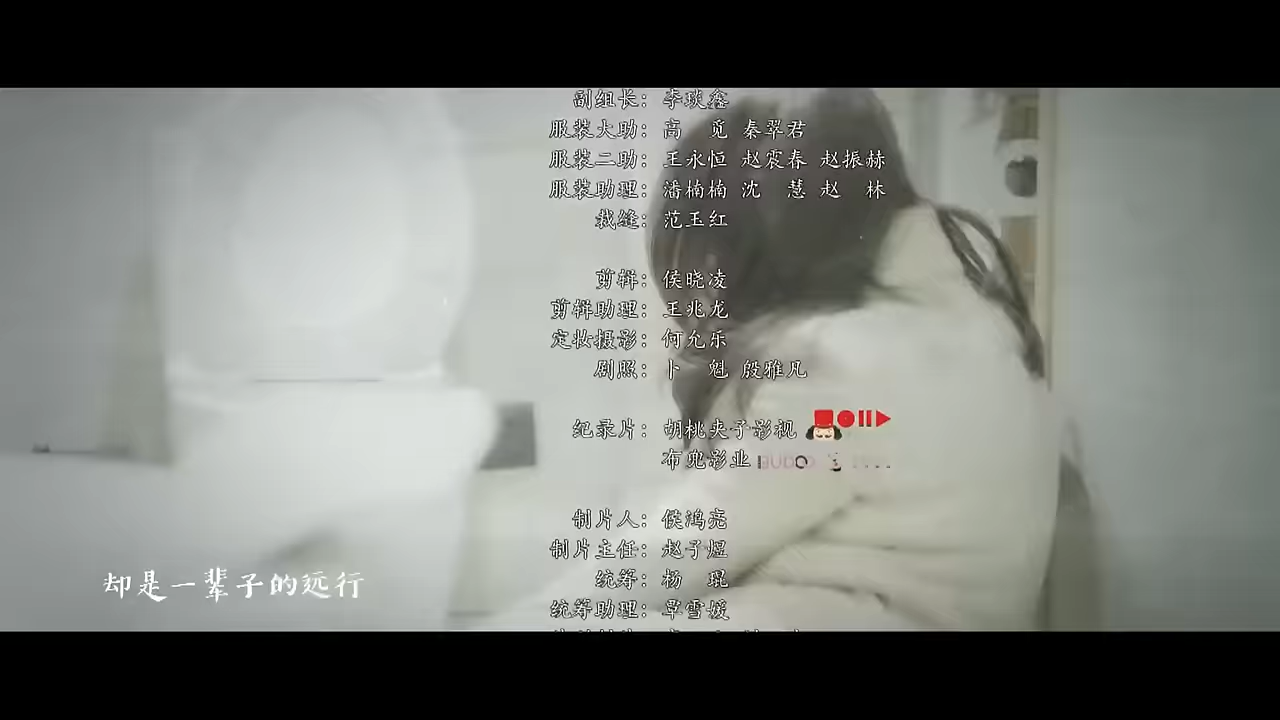 副组长：李琰鑫
服装大助：高　觅 秦翠君
服装二助：王永恒 赵宸春 赵振赫
服装助理：潘楠楠 沈　慧 赵　林
裁缝：范玉红
剪辑：侯晓凌
剪辑助理：王兆龙
定妆摄影：何允乐
剧照：卜　魁 殷雅凡
纪录片：胡桃夹子影视
布兜影业
制片人：侯鸿亮
制片主任：赵子煜
统筹：杨　琨
统筹助理：覃雪媛
却是一辈子的远行